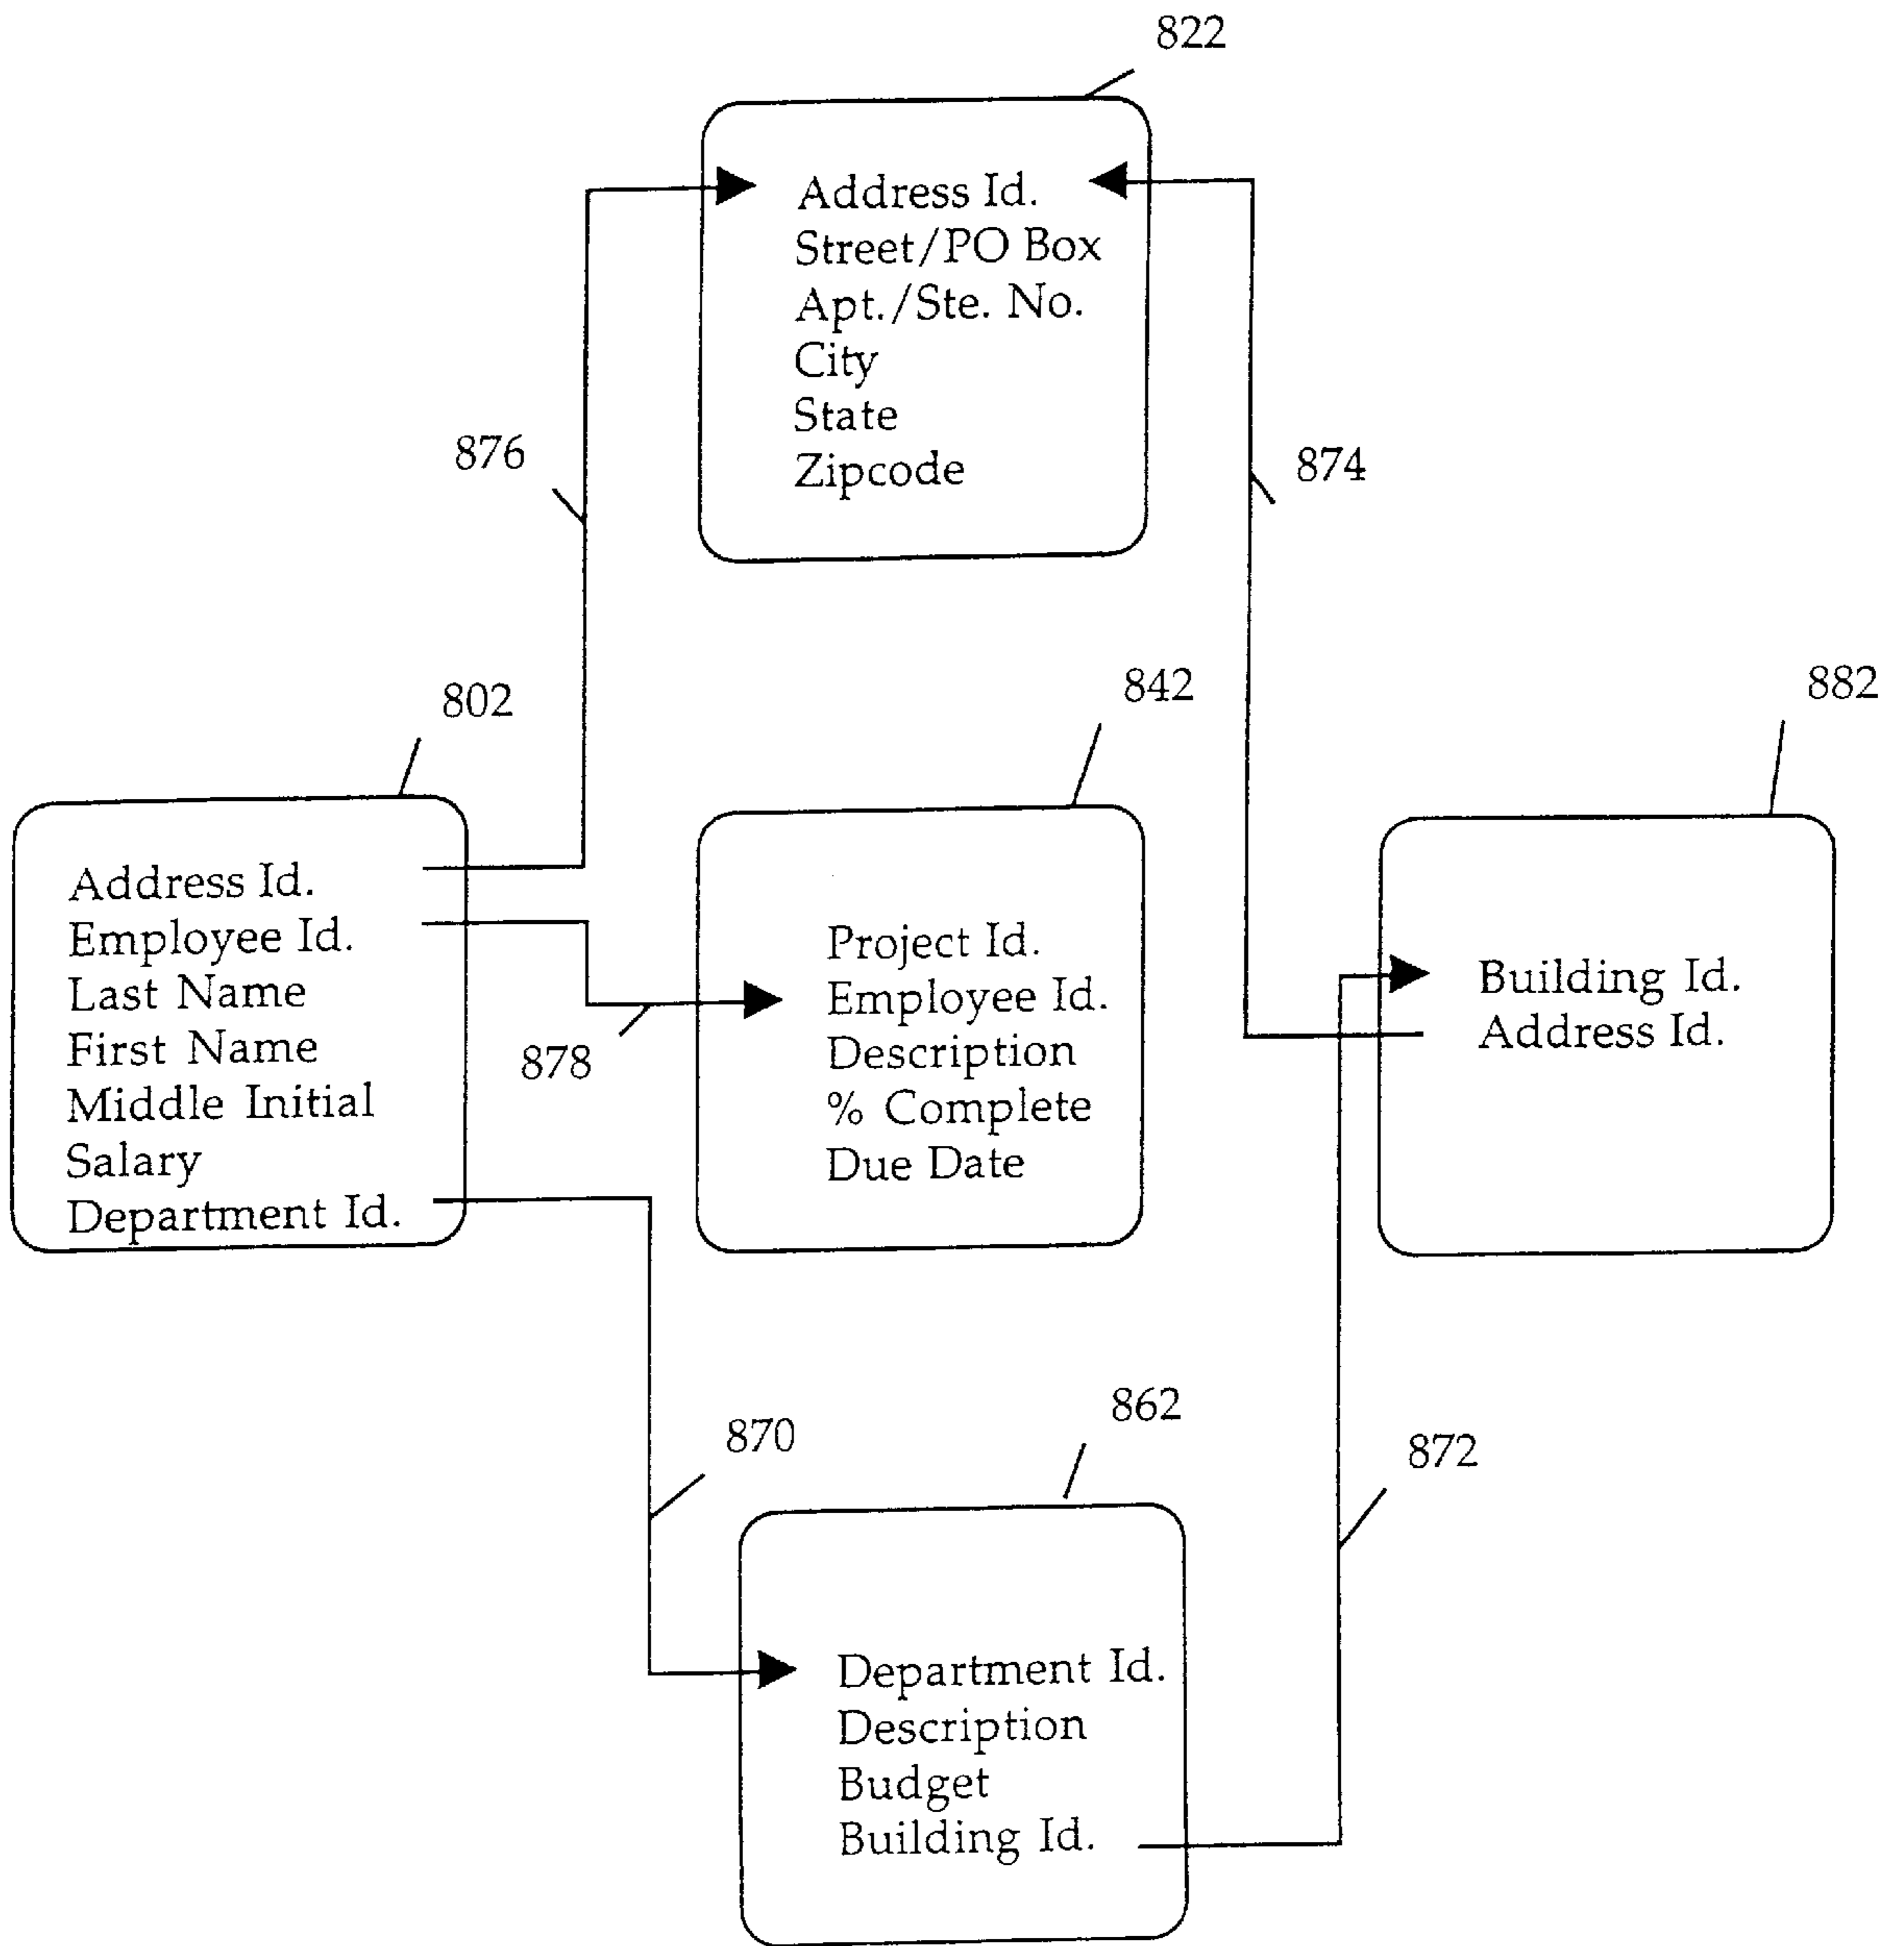 822
Address Id.
Street/PO Box
Apt./Ste. No.
City
State
Zipcode
876
874
802
842
882
Address Id.
Employee Id.
Last Name
First Name
Middle Initial
Salary
Department Id.
878
Project Id.
Employee Id.
Description
% Complete
Due Date
Building Id.
Address Id.
870
862
872
Department Id.
Description
Budget
Building Id.